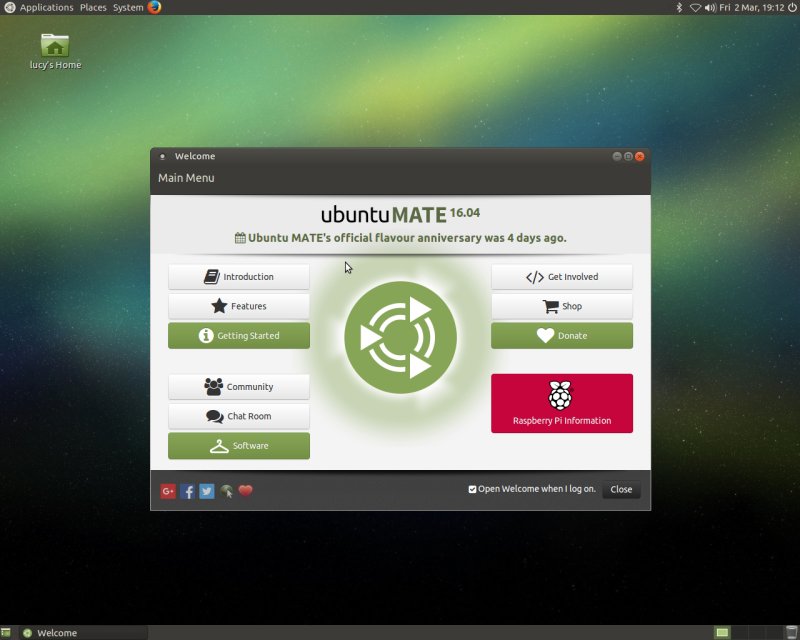 Applications Places System
Fri 2 Mar, 19:12
lucy's Home
Welcome
Main Menu
ubuntu MATE 16.04
Ubuntu MATE's official flavour anniversary was 4 days ago.
Introduction
Features
Getting Started
Get Involved
Shop
Donate
Community
Chat Room
Software
Raspberry Pi Information
G+
Open Welcome when I log on.
Close
Welcome